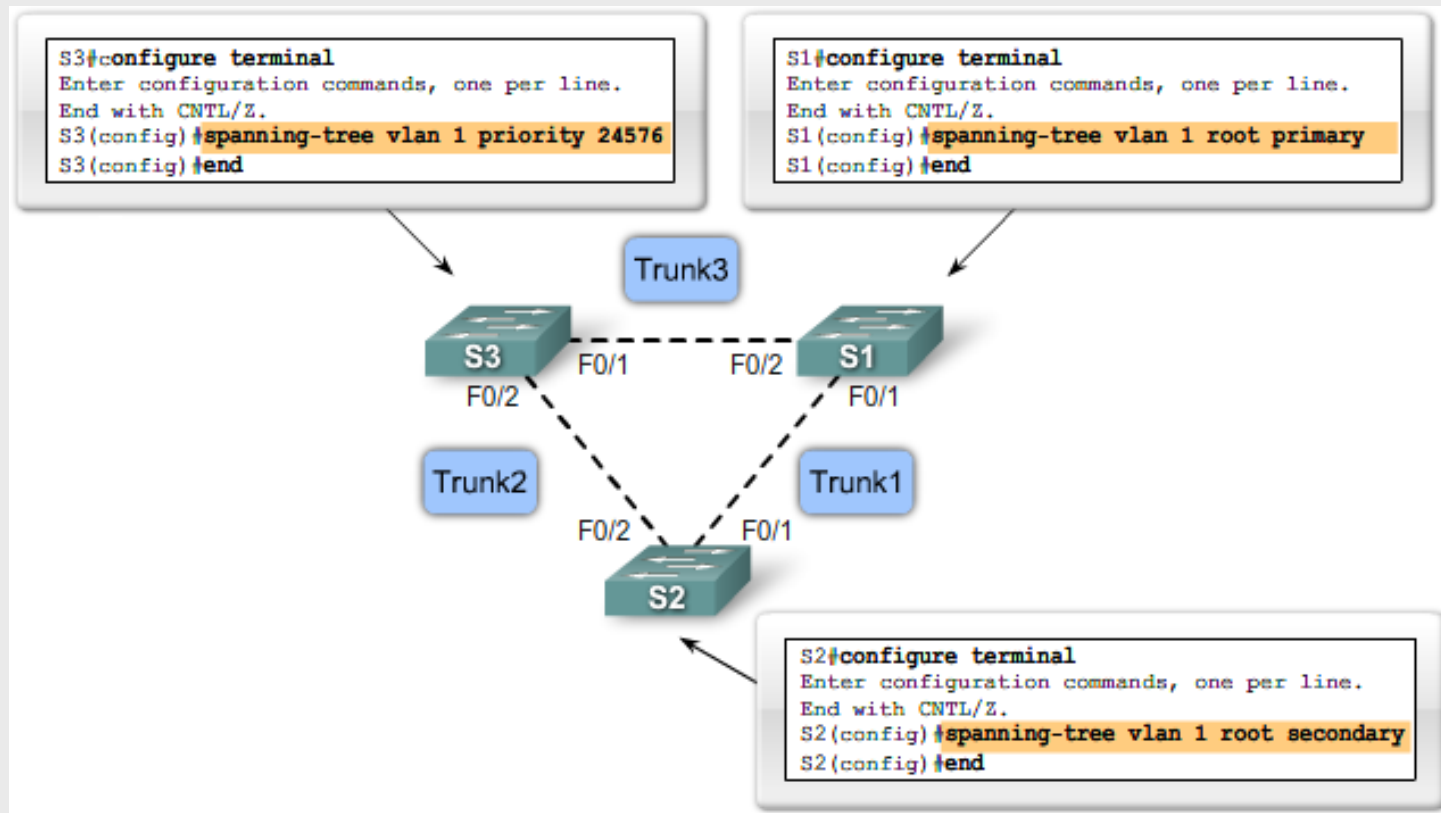 S3#configure terminal
Enter configuration commands, one per line.
End with CNTL/Z.
S3(config)#spanning-tree vlan 1 priority 24576
S3(config)#end
S1#configure terminal
Enter configuration commands, one per line.
End with CNTL/Z.
S1(config)#spanning-tree vlan 1 root primary
S1(config)#end
Trunk3
S3
F0/1
F0/2
S1
F0/2
F0/1
Trunk2
Trunk1
F0/2
F0/1
S2
S2#configure terminal
Enter configuration commands, one per line.
End with CNTL/Z.
S2(config)#spanning-tree vlan 1 root secondary
S2(config)#end